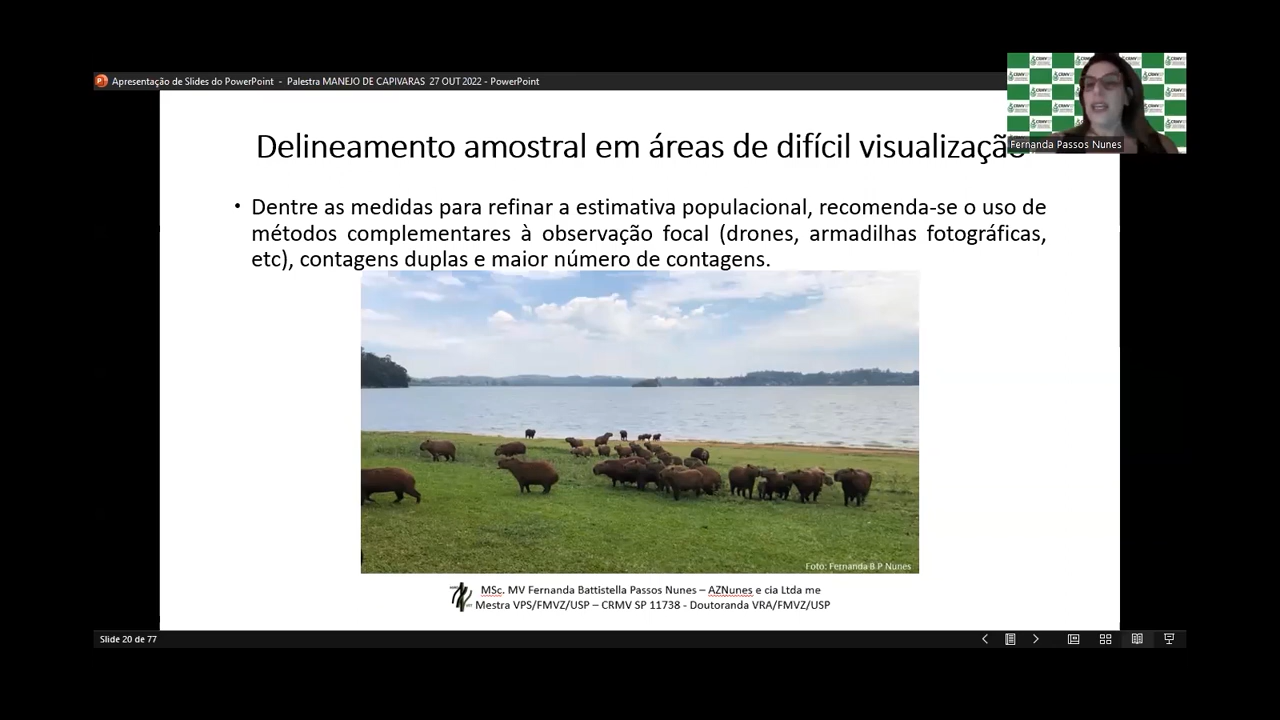 Apresentação de Slides do PowerPoint - Palestra MANEJO DE CAPIVARAS 27 OUT 2022 - PowerPoint
Fernanda Passos Nunes
Delineamento amostral em áreas de difícil visualização
• Dentre as medidas para refinar a estimativa populacional, recomenda-se o uso de
métodos complementares à observação focal (drones, armadilhas fotográficas,
etc), contagens duplas e maior número de contagens.
Foto: Fernanda B P Nunes
MSc. MV Fernanda Battistella Passos Nunes – AZNunes e cia Ltda me
Mestra VPS/FMVZ/USP – CRMV SP 11738 - Doutoranda VRA/FMVZ/USP
Slide 20 de 77